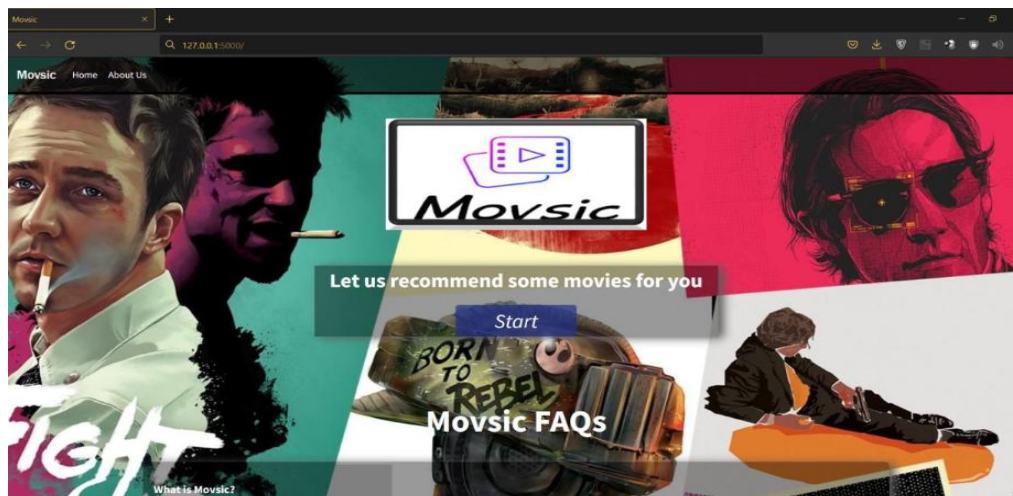 Movsic
127.0.0.1:5000/
Movsic Home About Us
Movsic
Let us recommend some movies for you
Start
BORN
TO
REBEL
Movsic FAQs
FIGHT
What is Movsic?